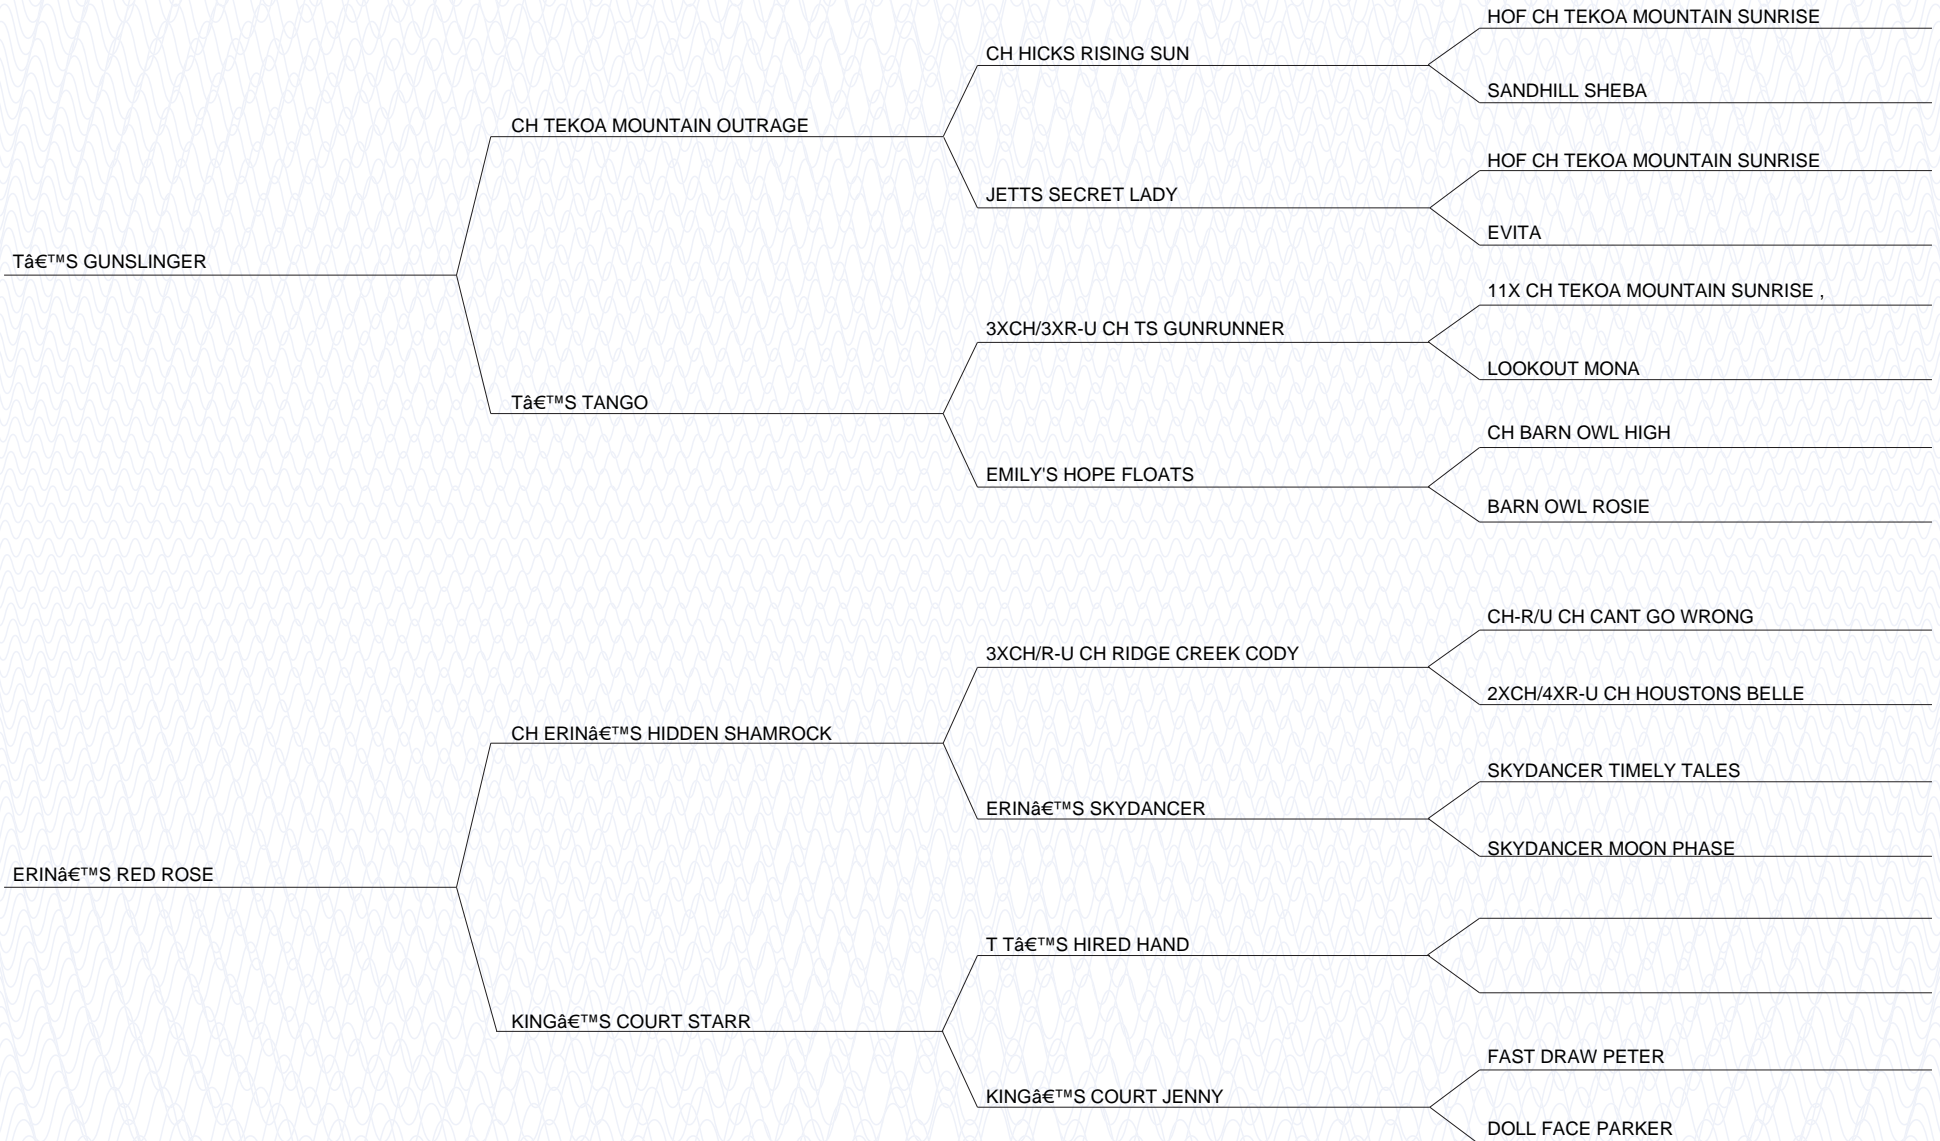 HOF CH TEKOA MOUNTAIN SUNRISE
CH HICKS RISING SUN
SANDHILL SHEBA
CH TEKOA MOUNTAIN OUTRAGE
HOF CH TEKOA MOUNTAIN SUNRISE
JETTS SECRET LADY
EVITA
Tâ€™S GUNSLINGER
11X CH TEKOA MOUNTAIN SUNRISE ,
3XCH/3XR-U CH TS GUNRUNNER
LOOKOUT MONA
Tâ€™S TANGO
CH BARN OWL HIGH
EMILY'S HOPE FLOATS
BARN OWL ROSIE
CH-R/U CH CANT GO WRONG
3XCH/R-U CH RIDGE CREEK CODY
2XCH/4XR-U CH HOUSTONS BELLE
CH ERINâ€™S HIDDEN SHAMROCK
SKYDANCER TIMELY TALES
ERINâ€™S SKYDANCER
SKYDANCER MOON PHASE
ERINâ€™S RED ROSE
T Tâ€™S HIRED HAND
KINGâ€™S COURT STARR
FAST DRAW PETER
KINGâ€™S COURT JENNY
DOLL FACE PARKER